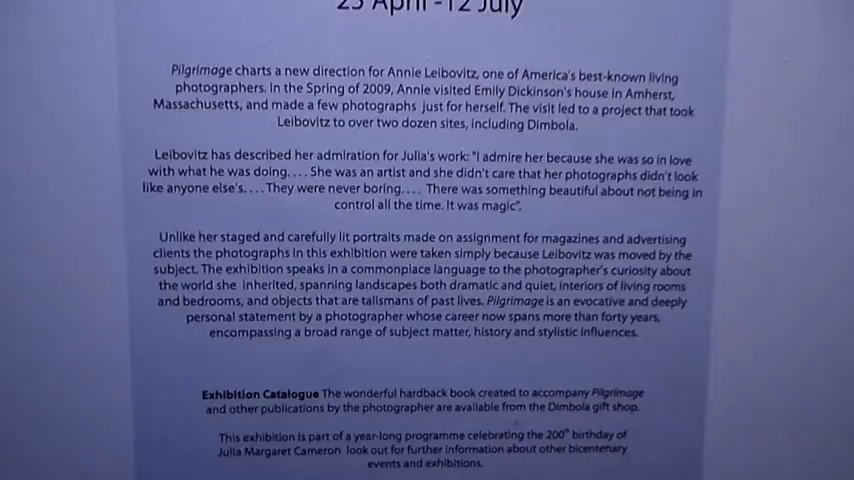 25 April - 12 July
Pilgrimage charts a new direction for Annie Leibovitz, one of America's best-known living
photographers. In the Spring of 2009, Annie visited Emily Dickinson's house in Amherst,
Massachusetts, and made a few photographs just for herself. The visit led to a project that took
Leibovitz to over two dozen sites, including Dimbola.
Leibovitz has described her admiration for Julia's work: "I admire her because she was so in love
with what he was doing.... She was an artist and she didn't care that her photographs didn't look
like anyone else's.... They were never boring.... There was something beautiful about not being in
control all the time. It was magic".
Unlike her staged and carefully lit portraits made on assignment for magazines and advertising
clients the photographs in this exhibition were taken simply because Leibovitz was moved by the
subject. The exhibition speaks in a commonplace language to the photographer's curiosity about
the world she inherited, spanning landscapes both dramatic and quiet, interiors of living rooms
and bedrooms, and objects that are talismans of past lives. Pilgrimage is an evocative and deeply
personal statement by a photographer whose career now spans more than forty years,
encompassing a broad range of subject matter, history and stylistic influences.
Exhibition Catalogue The wonderful hardback book created to accompany Pilgrimage
and other publications by the photographer are available from the Dimbola gift shop.
This exhibition is part of a year-long programme celebrating the 200th birthday of
Julia Margaret Cameron look out for further information about other bicentenary
events and exhibitions.